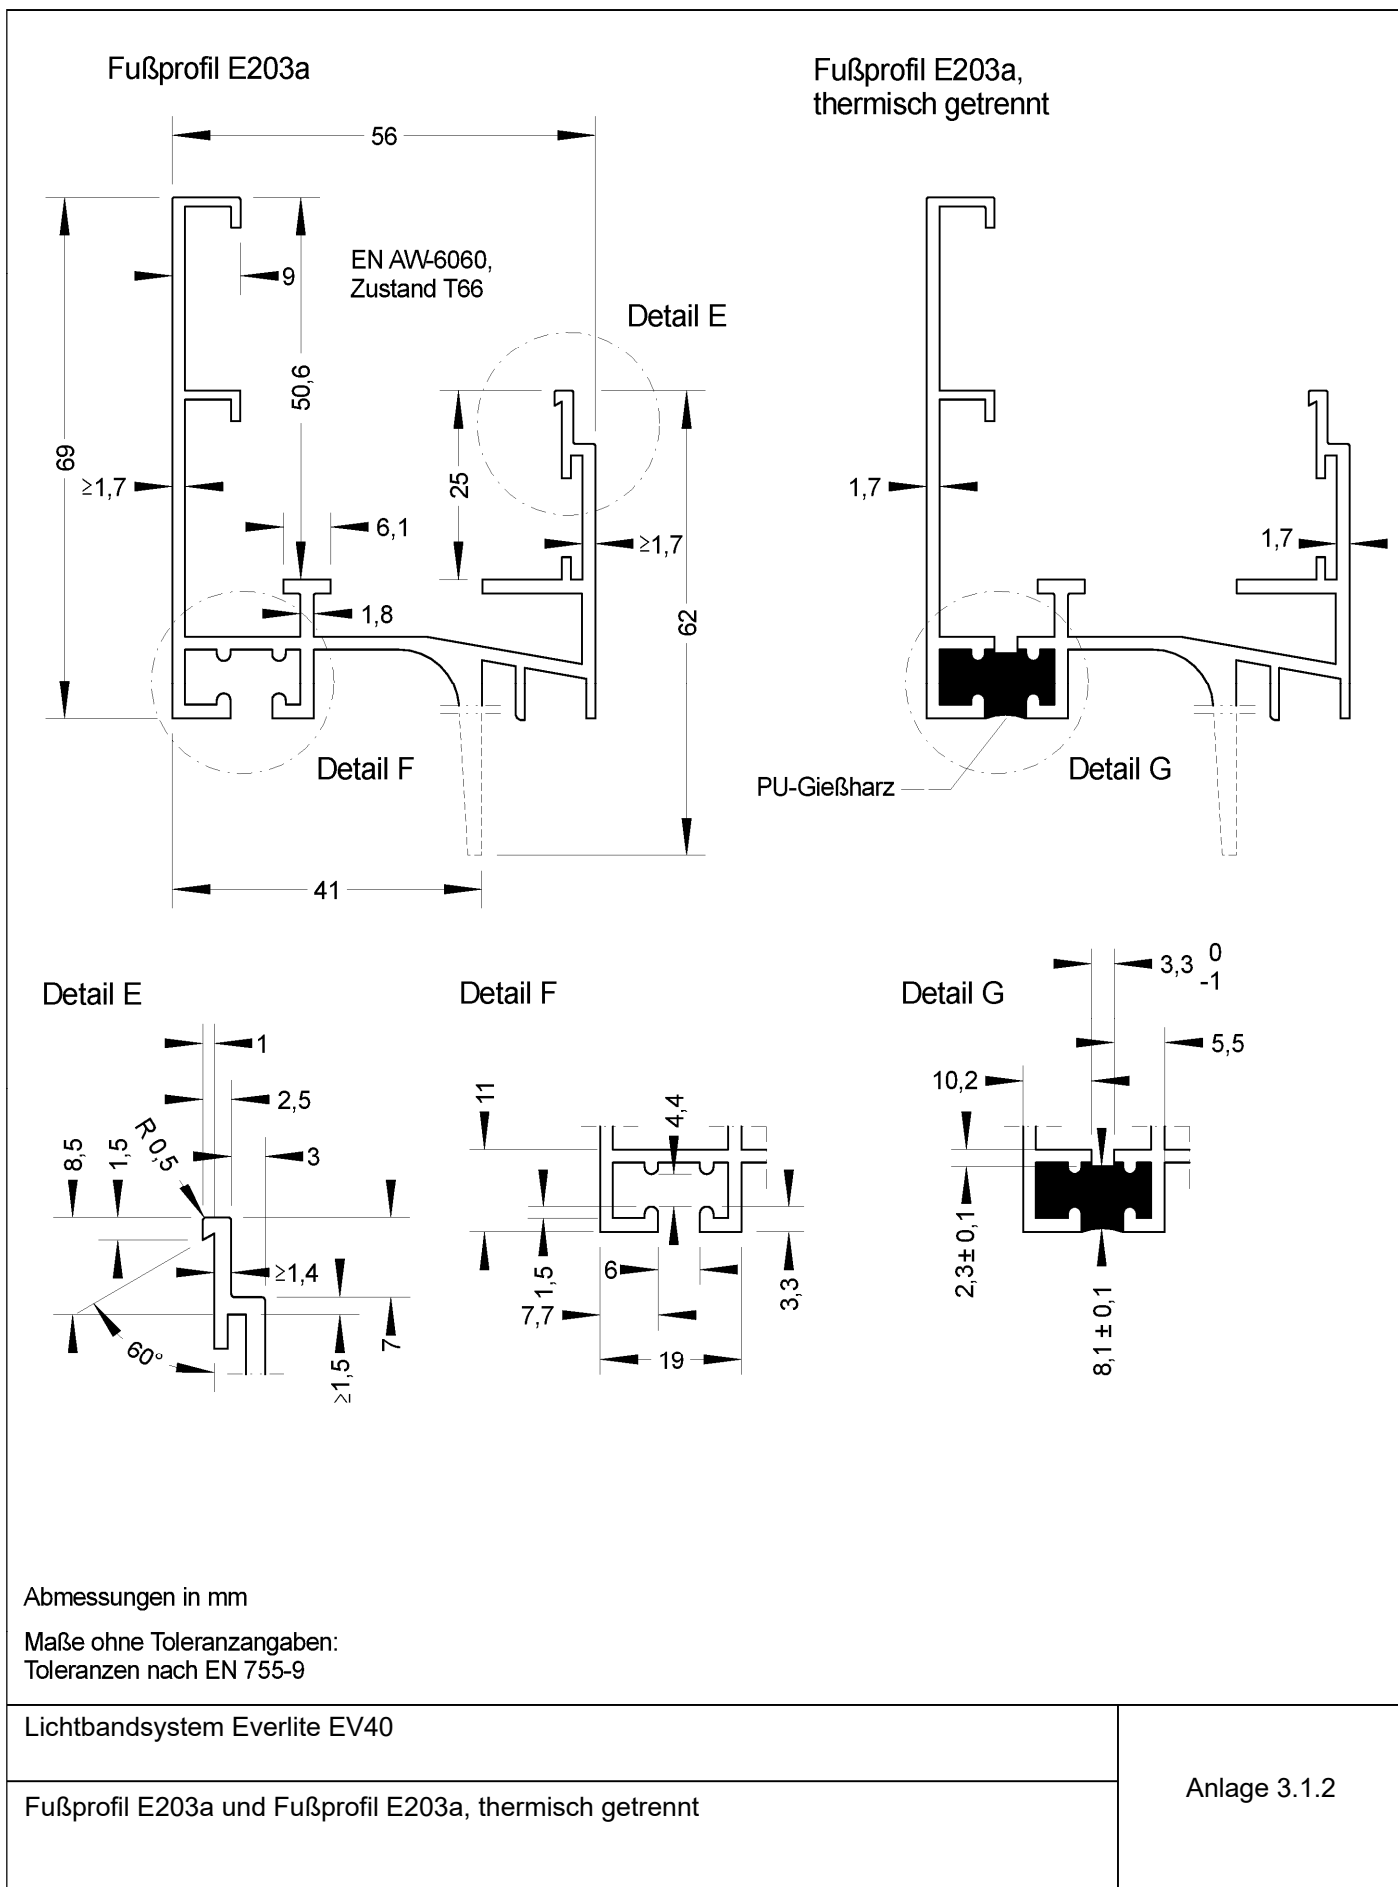 Fußprofil E203a
Fußprofil E203a,
thermisch getrennt
56
9
EN AW-6060,
Zustand T66
Detail E
50,6
69
≥1,7
25
6,1
≥1,7
1,8
62
Detail F
41
1,7
1,7
PU-Gießharz
Detail G
Detail E
1
2,5
R 0,5
3
8,5
1,5
≥1,4
60°
≥1,5
7
Detail F
11
4,4
1,5
6
7,7
3,3
19
Detail G
3,3 0
-1
5,5
10,2
2,3± 0,1
8,1 ± 0,1
Abmessungen in mm
Maße ohne Toleranzangaben:
Toleranzen nach EN 755-9
Lichtbandsystem Everlite EV40
Fußprofil E203a und Fußprofil E203a, thermisch getrennt
Anlage 3.1.2